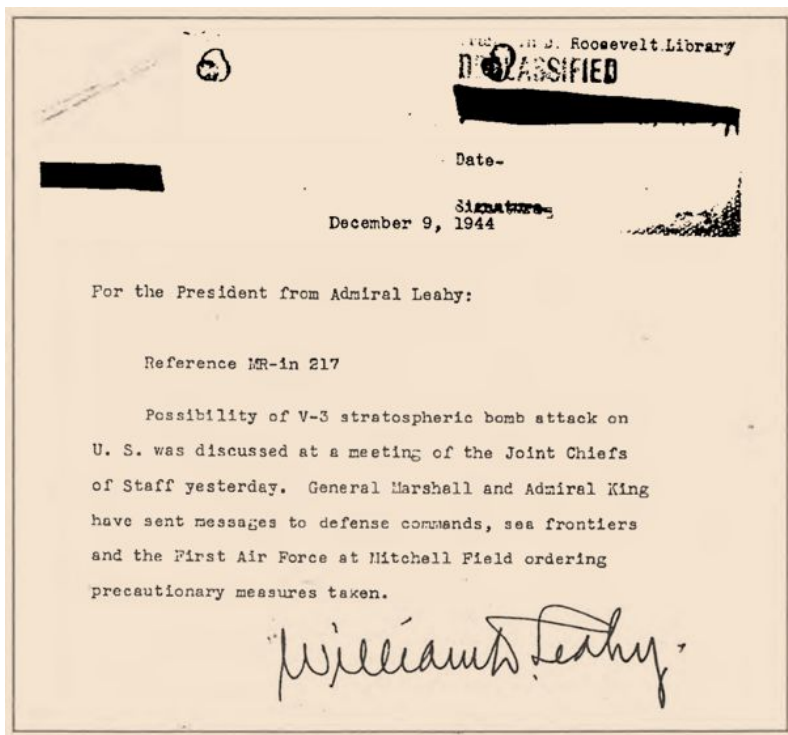 D. Roosevelt Library
DECLASSIFIED
Date-
Signature-
December 9, 1944
For the President from Admiral Leahy:
Reference MR-in 217
Possibility of V-3 stratospheric bomb attack on
U. S. was discussed at a meeting of the Joint Chiefs
of Staff yesterday. General Marshall and Admiral King
have sent messages to defense commands, sea frontiers
and the First Air Force at Mitchell Field ordering
precautionary measures taken.
William D. Leahy.